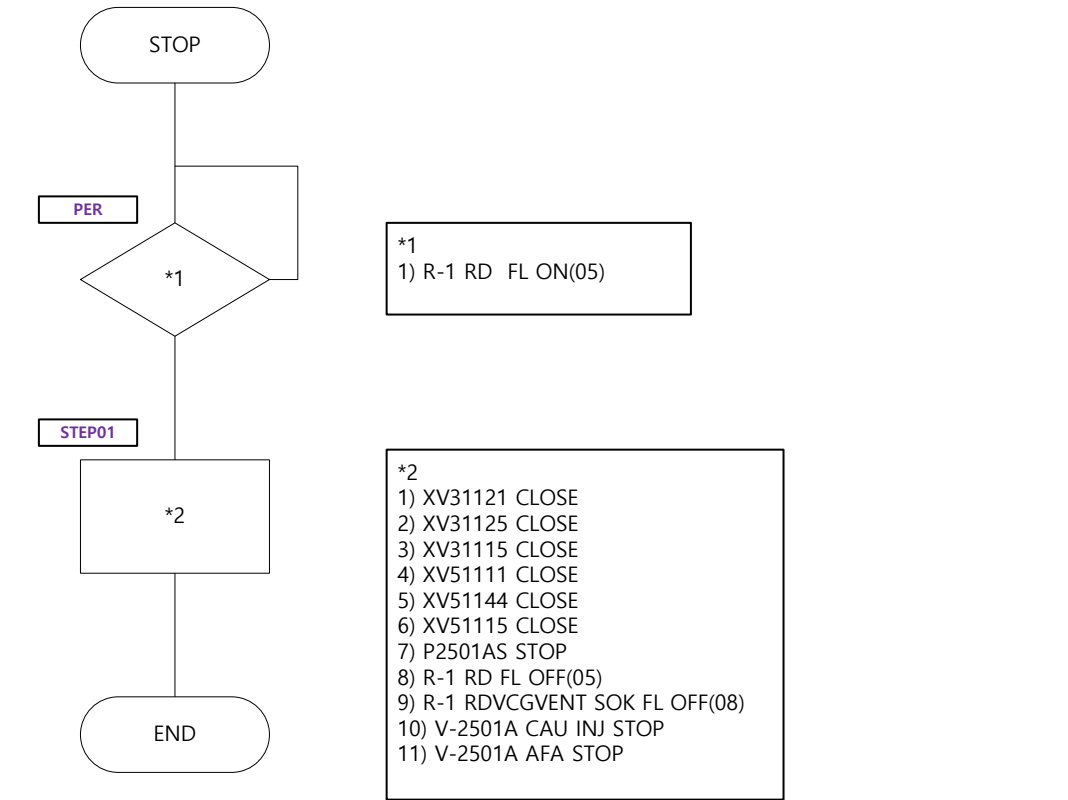 STOP
PER
*1
*1
1) R-1 RD  FL ON(05)
STEP01
*2
*2
1) XV31121 CLOSE
2) XV31125 CLOSE
3) XV31115 CLOSE
4) XV51111 CLOSE
5) XV51144 CLOSE
6) XV51115 CLOSE
7) P2501AS STOP
8) R-1 RD FL OFF(05)
9) R-1 RDVCGVENT SOK FL OFF(08)
10) V-2501A CAU INJ STOP
11) V-2501A AFA STOP
END